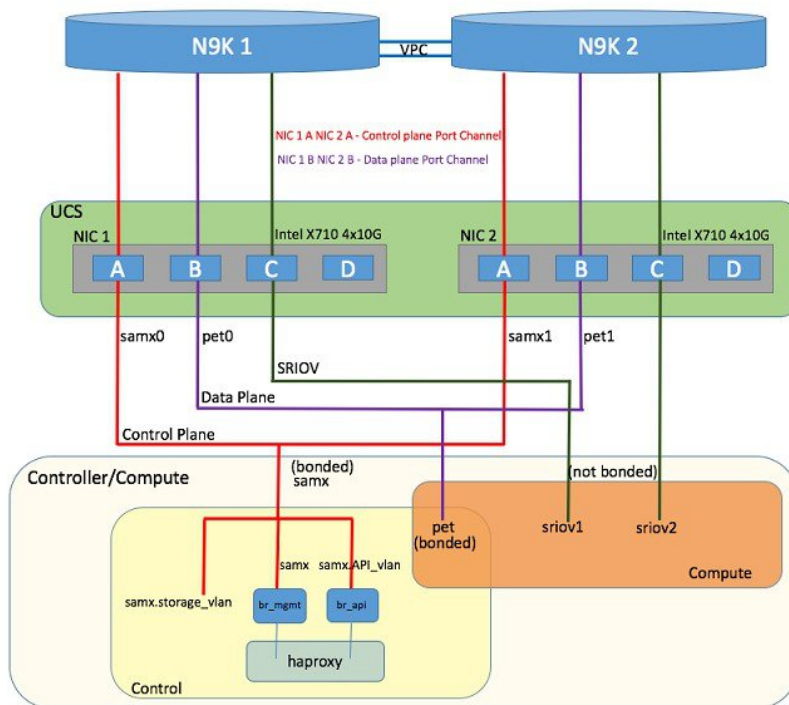 N9K 1
VPC
N9K 2
NIC 1 A NIC 2 A - Control plane Port Channel
NIC 1 B NIC 2 B - Data plane Port Channel
UCS
NIC 1
Intel X710 4x10G
NIC 2
Intel X710 4x10G
A
B
C
D
A
B
C
D
samx0
pet0
samx1
pet1
SRIOV
Data Plane
Control Plane
(bonded)
samx
(not bonded)
Controller/Compute
pet
(bonded)
sriov1
sriov2
Compute
samx
samx.API_vlan
samx.storage_vlan
br_mgmt
br_api
haproxy
Control